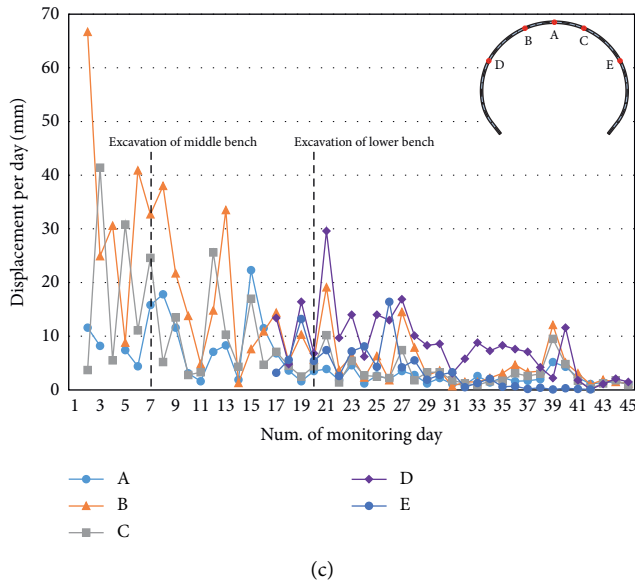 70
60
50
40
30
20
10
0
Displacement per day (mm)
Excavation of middle bench
Excavation of lower bench
A
B
C
D
E
1 3 5 7 9 11 13 15 17 19 21 23 25 27 29 31 33 35 37 39 41 43 45
Num. of monitoring day
A
B
C
D
E
(c)